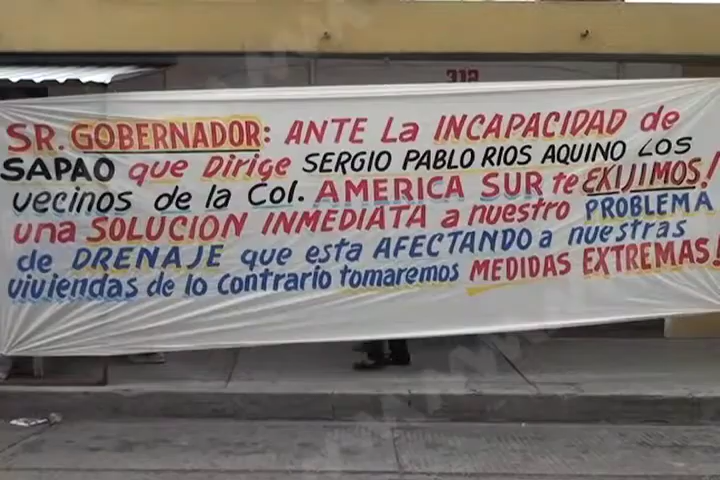 312
SR. GOBERNADOR: ANTE La INCAPACIDAD de
SAPAO que Dirige SERGIO PABLO RIOS AQUINO LOS
vecinos de la Col. AMERICA SUR te EXIJIMOS!
una SOLUCION INMEDIATA a nuestro PROBLEMA
de DRENAJE que esta AFECTANDO a nuestras
viviendas de lo contrario tomaremos MEDIDAS EXTREMAS!